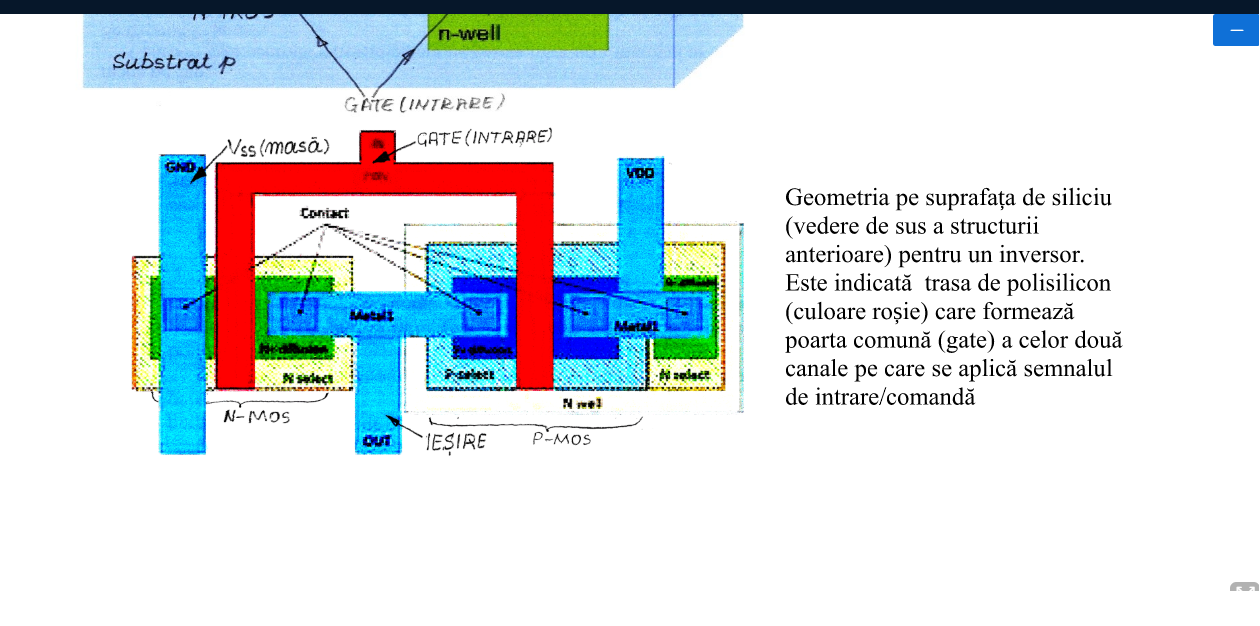 n-well
Substrat p
GATE (INTRARE)
GATE (INTRARE)
VSS (masă)
GND
VDD
Contact
Metal1
Metal1
N+ diffusion
P-select
N select
N select
N well
N-MOS
P-MOS
OUT
IEȘIRE
Geometria pe suprafața de siliciu
(vedere de sus a structurii
anterioare) pentru un inversor.
Este indicată  trasa de polisilicon
(culoare roșie) care formează
poarta comună (gate) a celor două
canale pe care se aplică semnalul
de intrare/comandă